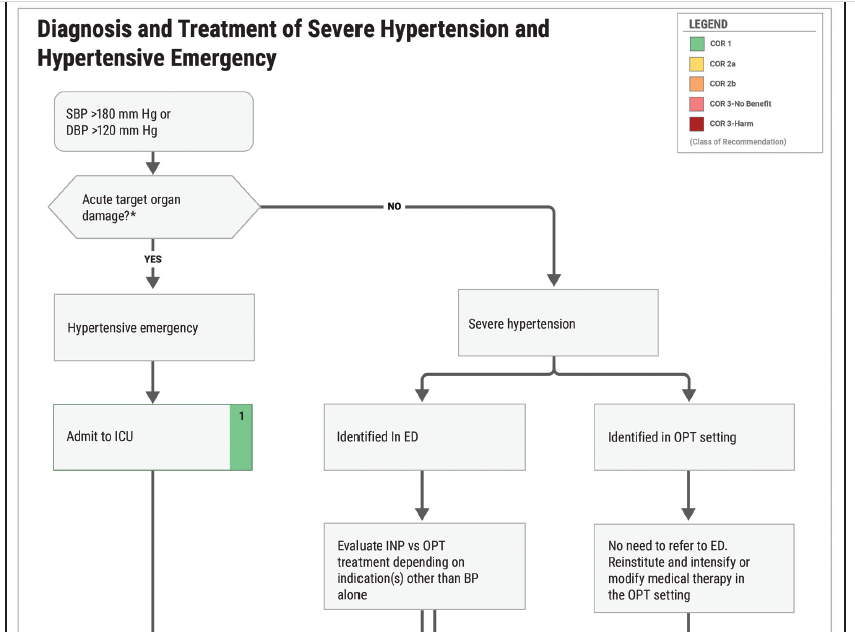 Diagnosis and Treatment of Severe Hypertension and
Hypertensive Emergency
LEGEND
COR 1
COR 2a
COR 2b
COR 3-No Benefit
COR 3-Harm
(Class of Recommendation)
SBP >180 mm Hg or
DBP >120 mm Hg
Acute target organ
damage?*
NO
YES
Hypertensive emergency
Severe hypertension
Admit to ICU
1
Identified In ED
Identified in OPT setting
Evaluate INP vs OPT
treatment depending on
indication(s) other than BP
alone
No need to refer to ED.
Reinstitute and intensify or
modify medical therapy in
the OPT setting